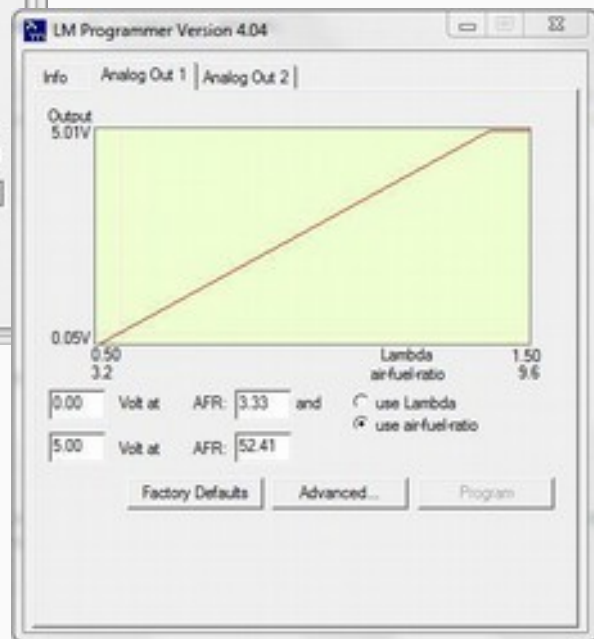 LM Programmer Version 4.04
Info Analog Out 1 Analog Out 2
Output
5.01V
0.05V
0.50 Lambda 1.50
3.2 air-fuel-ratio 9.6
0.00 Volt at AFR: 3.33 and use Lambda
use air-fuel-ratio
5.00 Volt at AFR: 52.41
Factory Defaults Advanced... Program